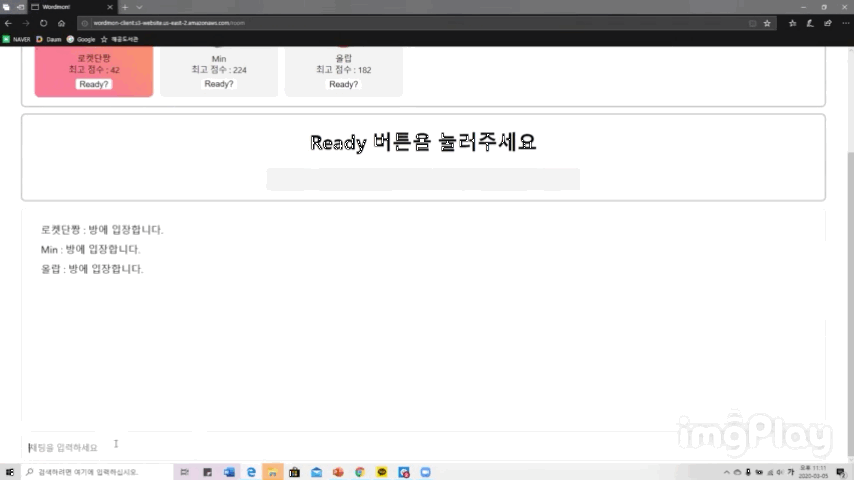 Wordmon!
wordmon-client.s3-website.us-east-2.amazonaws.com/room
NAVER Daum Google 해공도서관
로켓단짱 Min 울랍
최고 점수 : 42 최고 점수 : 224 최고 점수 : 182
Ready? Ready? Ready?
Ready 버튼을 눌러주세요
로켓단짱 : 방에 입장합니다.
Min : 방에 입장합니다.
울랍 : 방에 입장합니다.
채팅을 입력하세요
imgPlay
검색하려면 여기에 입력하십시오.
가 오후 11:11
2020-03-05